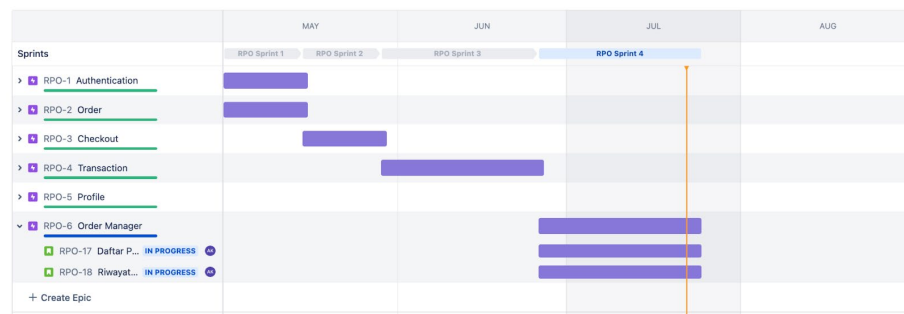 MAY JUN JUL AUG
Sprints RPO Sprint 1 RPO Sprint 2 RPO Sprint 3 RPO Sprint 4
RPO-1 Authentication
RPO-2 Order
RPO-3 Checkout
RPO-4 Transaction
RPO-5 Profile
RPO-6 Order Manager
RPO-17 Daftar P... IN PROGRESS AK
RPO-18 Riwayat... IN PROGRESS AK
+ Create Epic